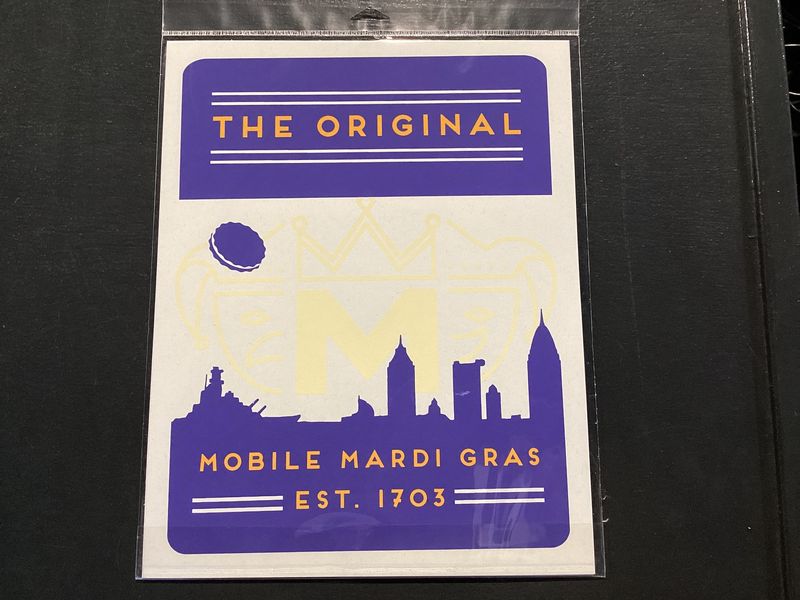 THE ORIGINAL
M
MOBILE MARDI GRAS
EST. 1703